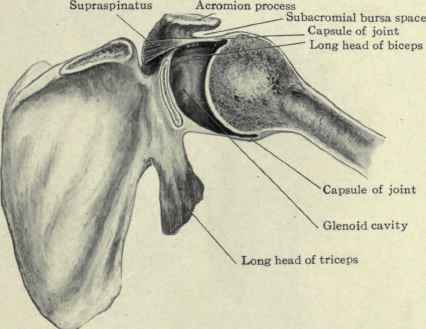 Supraspinatus
Acromion process
Subacromial bursa space
Capsule of joint
Long head of biceps
Capsule of joint
Glenoid cavity
Long head of triceps